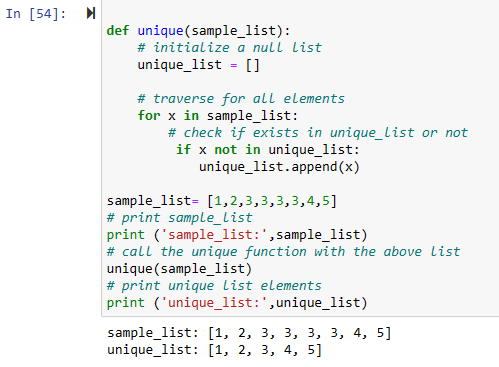 In [54]:
def unique(sample_list):
    # initialize a null list
    unique_list = []
    # traverse for all elements
    for x in sample_list:
        # check if exists in unique_list or not
         if x not in unique_list:
            unique_list.append(x)
sample_list= [1,2,3,3,3,3,4,5]
# print sample_list
print ('sample_list:',sample_list)
# call the unique function with the above list
unique(sample_list)
# print unique list elements
print ('unique_list:',unique_list)
sample_list: [1, 2, 3, 3, 3, 3, 4, 5]
unique_list: [1, 2, 3, 4, 5]